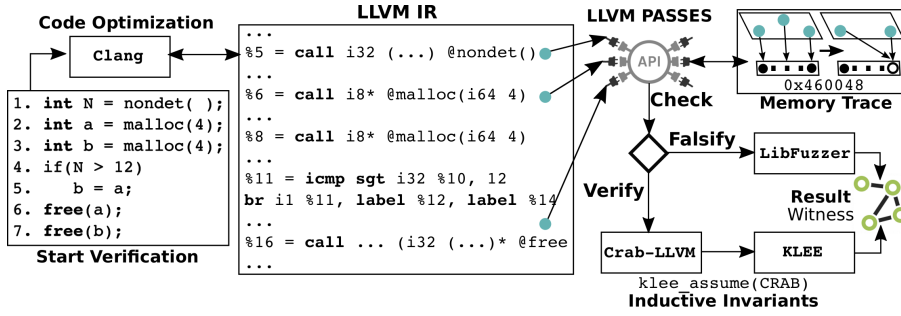 Code Optimization
Clang
1. int N = nondet( );
2. int a = malloc(4);
3. int b = malloc(4);
4. if(N > 12)
5. b = a;
6. free(a);
7. free(b);
Start Verification
LLVM IR
...
%5 = call i32 (...) @nondet()
...
%6 = call i8* @malloc(i64 4)
...
%8 = call i8* @malloc(i64 4)
...
%11 = icmp sgt i32 %10, 12
br i1 %11, label %12, label %14
...
%16 = call ... (i32 (...)* @free
...
LLVM PASSES
API
Check
0x460048
Memory Trace
Falsify
LibFuzzer
Verify
Result
Witness
Crab-LLVM
KLEE
klee_assume(CRAB)
Inductive Invariants